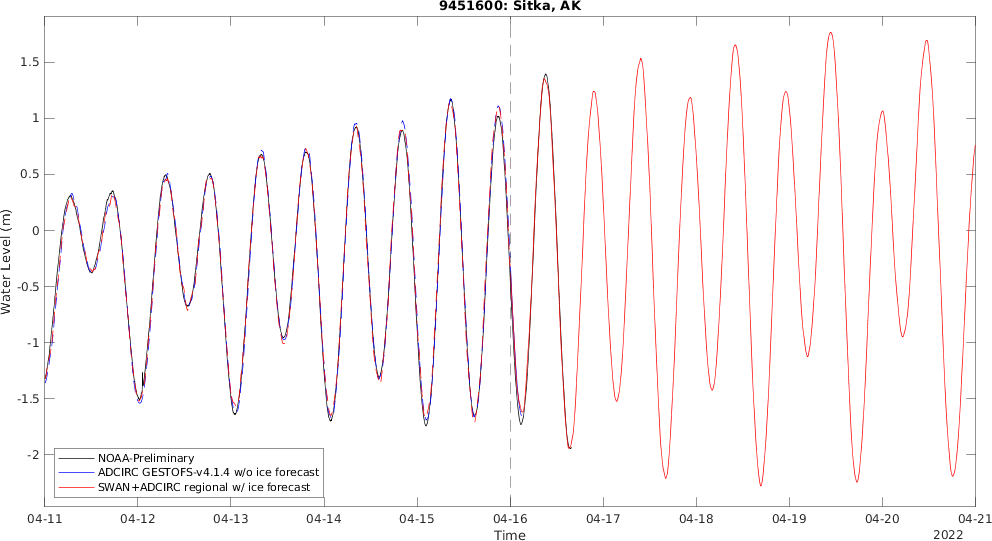 9451600: Sitka, AK
1.5
1
0.5
0
-0.5
-1
-1.5
-2
Water Level (m)
NOAA-Preliminary
ADCIRC GESTOFS-v4.1.4 w/o ice forecast
SWAN+ADCIRC regional w/ ice forecast
04-11 04-12 04-13 04-14 04-15 04-16 04-17 04-18 04-19 04-20 04-21
Time
2022